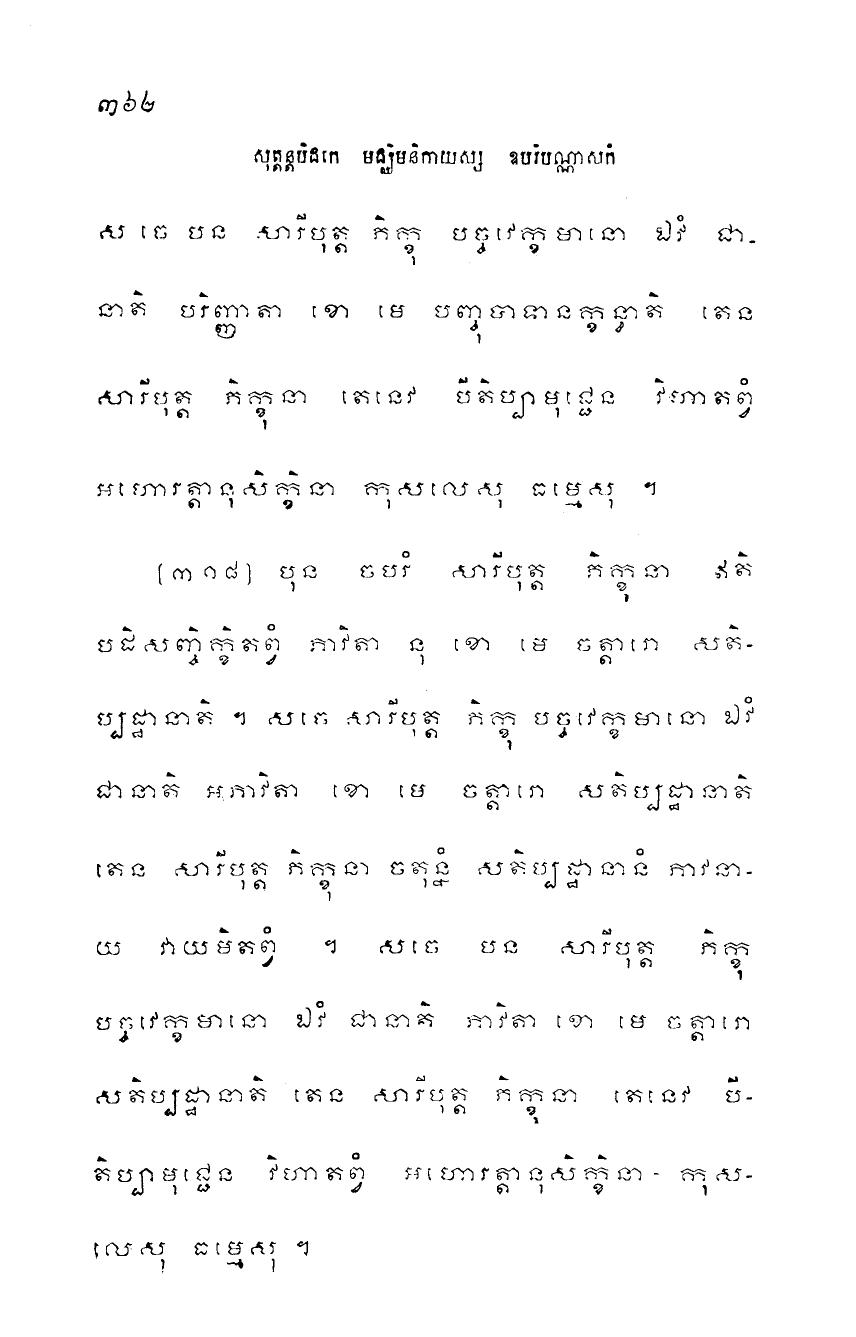 ៣៦២
សុត្តន្តបិដកេ មជ្ឈិមនិកាយស្ស ឧបរិបណ្ណាសកំ
សចេ បន សារីបុត្ត ភិក្ខុ បច្ចវេក្ខមានោ ឯវំ ជា-
នាតិ បរិញ្ញាតា ខោ មេ បញ្ចុបាទានក្ខន្ធាតិ តេន
សារីបុត្ត ភិក្ខុនា តេនេវ បីតិប្បាមុជ្ជេន វិហាតព្វំ
អហោរត្តានុសិក្ខិនា កុសលេសុ ធម្មេសុ ។
[៣១៨] បុន ចបរំ សារីបុត្ត ភិក្ខុនា ឥតិ
បដិសញ្ចិក្ខិតព្វំ ភាវិតា នុ ខោ មេ ចត្តារោ សតិ-
ប្បដ្ឋានាតិ ។ សចេ សារីបុត្ត ភិក្ខុ បច្ចវេក្ខមានោ ឯវំ
ជានាតិ អភាវិតា ខោ មេ ចត្តារោ សតិប្បដ្ឋានាតិ
តេន សារីបុត្ត ភិក្ខុនា ចតុន្នំ សតិប្បដ្ឋានានំ ភាវនា-
យ វាយមិតព្វំ ។ សចេ បន សារីបុត្ត ភិក្ខុ
បច្ចវេក្ខមានោ ឯវំ ជានាតិ ភាវិតា ខោ មេ ចត្តារោ
សតិប្បដ្ឋានាតិ តេន សារីបុត្ត ភិក្ខុនា តេនេវ បី-
តិប្បាមុជ្ជេន វិហាតព្វំ អហោរត្តានុសិក្ខិនា - កុស-
លេសុ ធម្មេសុ ។